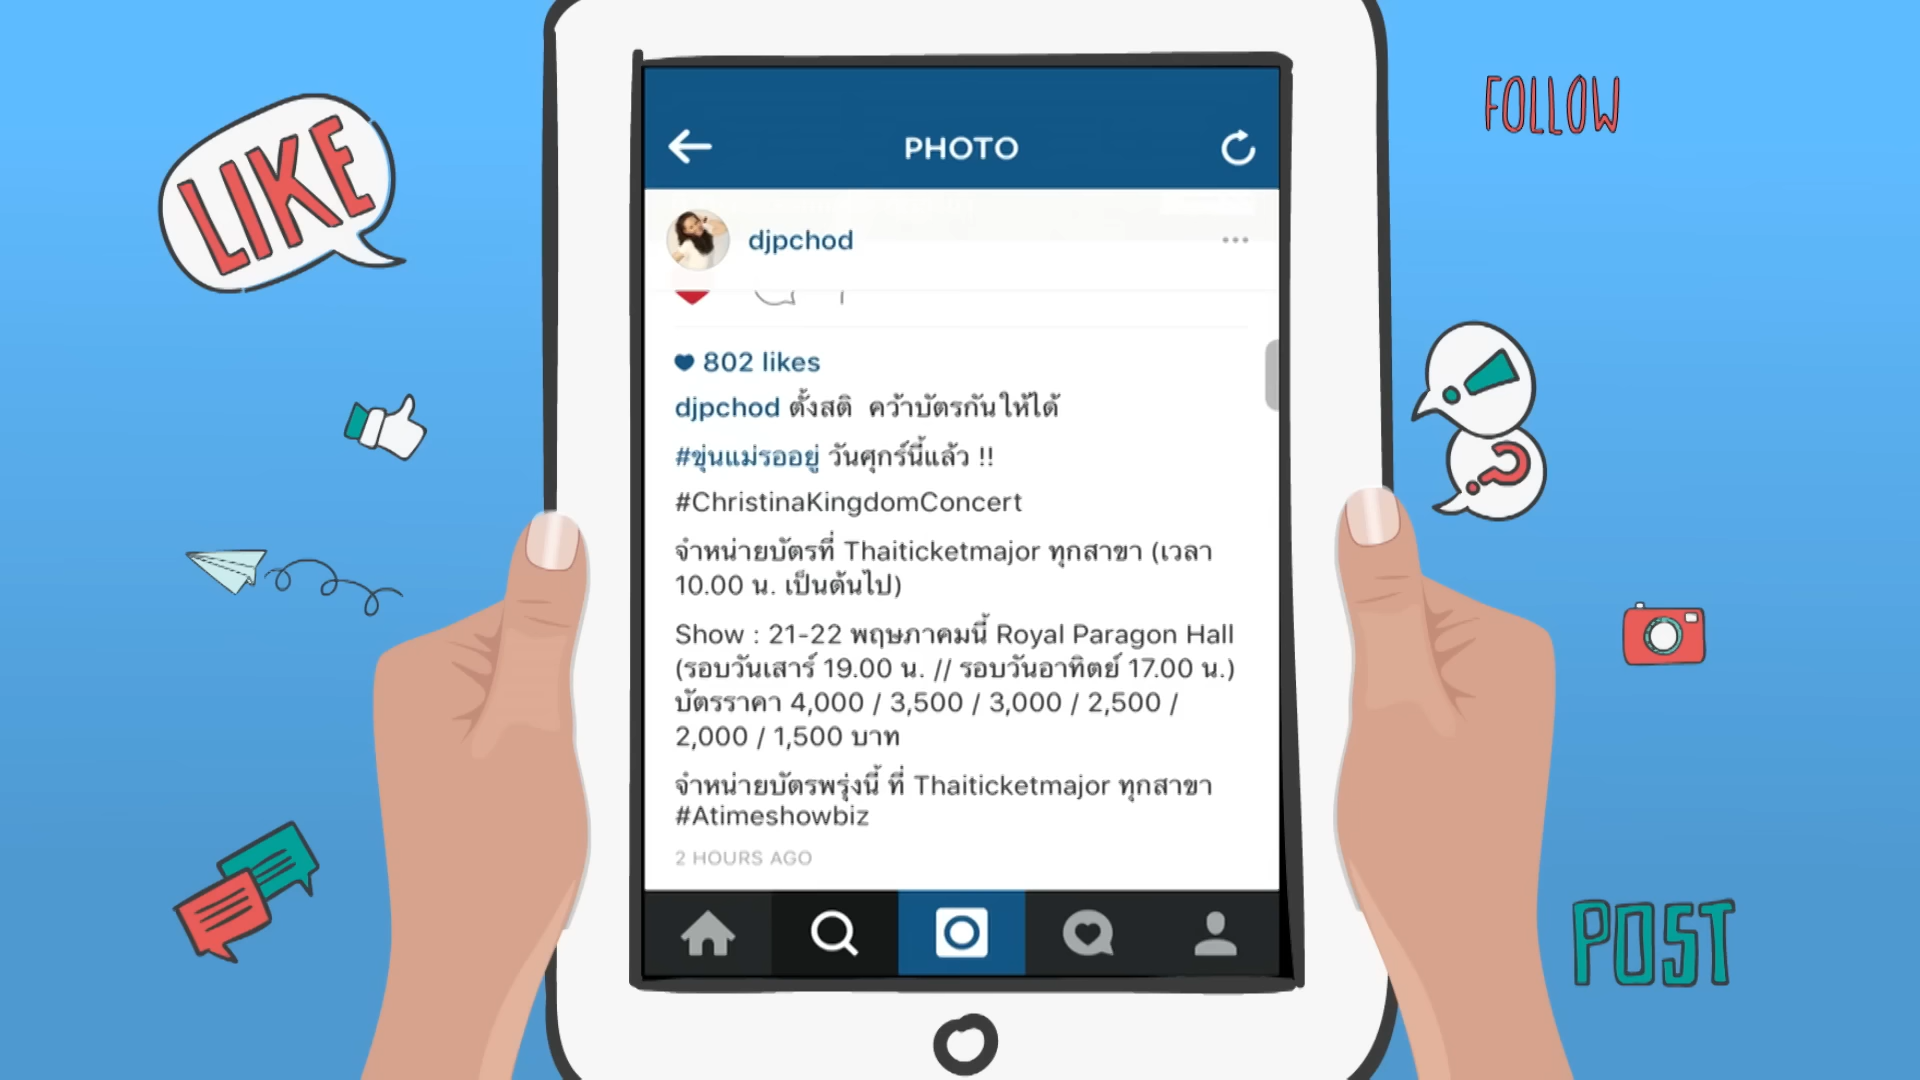 LIKE
FOLLOW
PHOTO
djpchod
802 likes
djpchod ตั้งสติ คว้าบัตรกันให้ได้
#ขุ่นแม่รออยู่ วันศุกร์นี้แล้ว !!
#ChristinaKingdomConcert
จำหน่ายบัตรที่ Thaiticketmajor ทุกสาขา (เวลา
10.00 น. เป็นต้นไป)
Show : 21-22 พฤษภาคมนี้ Royal Paragon Hall
(รอบวันเสาร์ 19.00 น. // รอบวันอาทิตย์ 17.00 น.)
บัตรราคา 4,000 / 3,500 / 3,000 / 2,500 /
2,000 / 1,500 บาท
จำหน่ายบัตรพรุ่งนี้ ที่ Thaiticketmajor ทุกสาขา
#Atimeshowbiz
2 HOURS AGO
POST